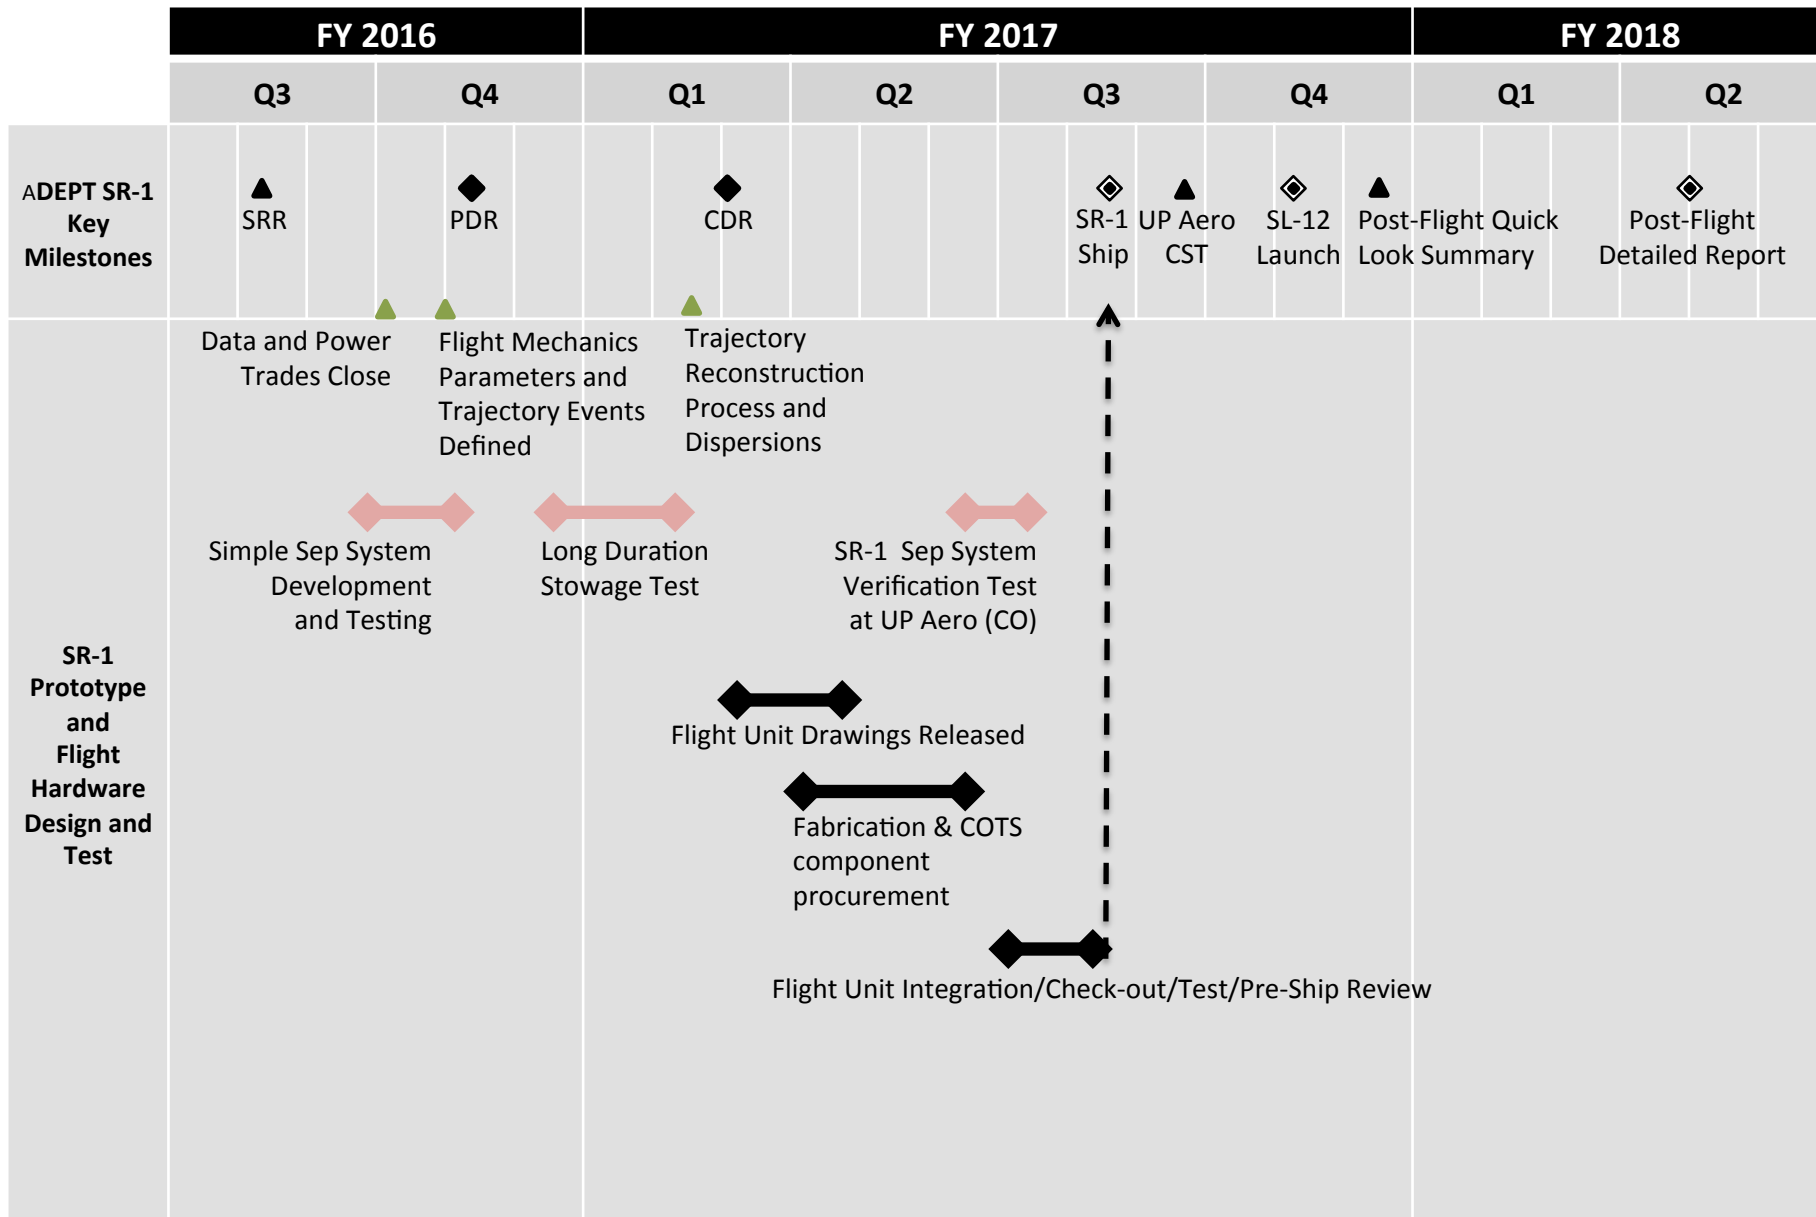 FY 2016
FY 2017
FY 2018
Q3
Q4
Q1
Q2
Q3
Q4
Q1
Q2
ADEPT SR-1
Key
Milestones
SRR
PDR
CDR
SR-1
Ship
UP Aero
CST
SL-12
Launch
Post-Flight Quick
Look Summary
Post-Flight
Detailed Report
Data and Power
Trades Close
Flight Mechanics
Parameters and
Trajectory Events
Defined
Trajectory
Reconstruction
Process and
Dispersions
Simple Sep System
Development
and Testing
Long Duration
Stowage Test
SR-1 Sep System
Verification Test
at UP Aero (CO)
SR-1
Prototype
and
Flight
Hardware
Design and
Test
Flight Unit Drawings Released
Fabrication & COTS
component
procurement
Flight Unit Integration/Check-out/Test/Pre-Ship Review